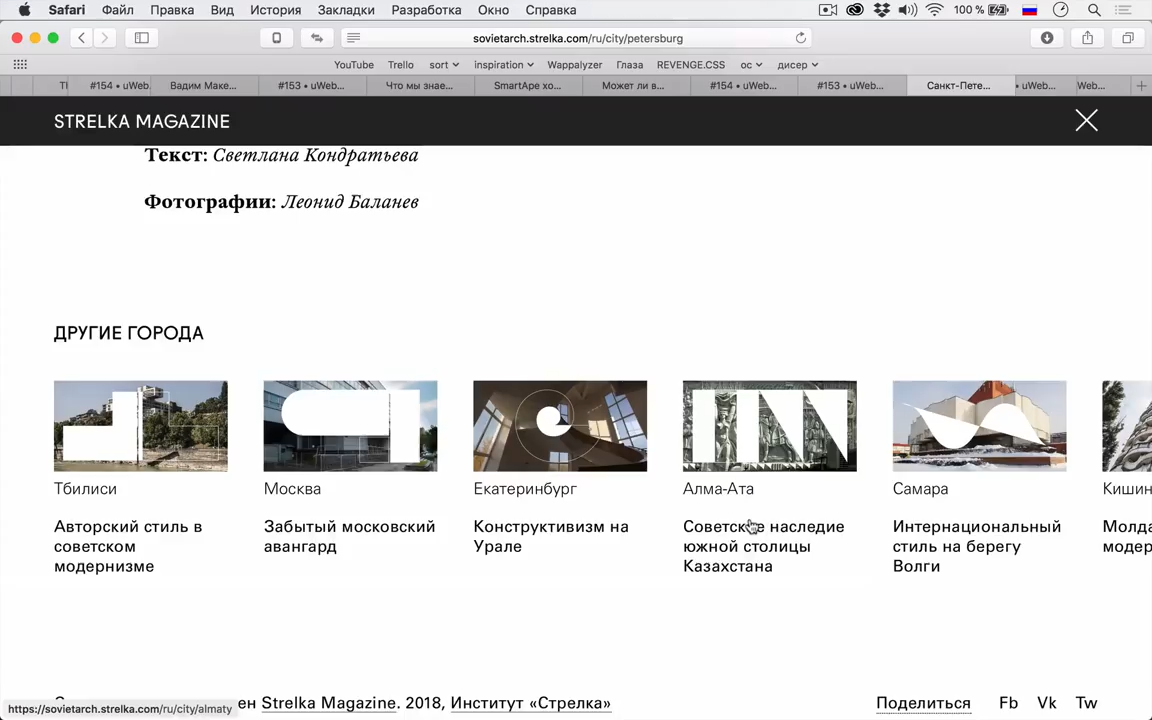 Safari Файл Правка Вид История Закладки Разработка Окно Справка 100 %
sovietarch.strelka.com/ru/city/petersburg
YouTube Trello sort inspiration Wappalyzer Глаза REVENGE.CSS ос дисер
#154 • uWeb Вадим Маке... #153 • uWeb... Что мы знае... SmartApe хо... Может ли в... #154 • uWeb... #153 • uWeb... Санкт-Пете... • uWeb... Web...
STRELKA MAGAZINE
Текст: Светлана Кондратьева
Фотографии: Леонид Баланев
ДРУГИЕ ГОРОДА
Тбилиси
Авторский стиль в
советском
модернизме
Москва
Забытый московский
авангард
Екатеринбург
Конструктивизм на
Урале
Алма-Ата
Советское наследие
южной столицы
Казахстана
Самара
Интернациональный
стиль на берегу
Волги
Кишин
Молда
модер
ен Strelka Magazine. 2018, Институт «Стрелка»
Поделиться Fb Vk Tw
https://sovietarch.strelka.com/ru/city/almaty